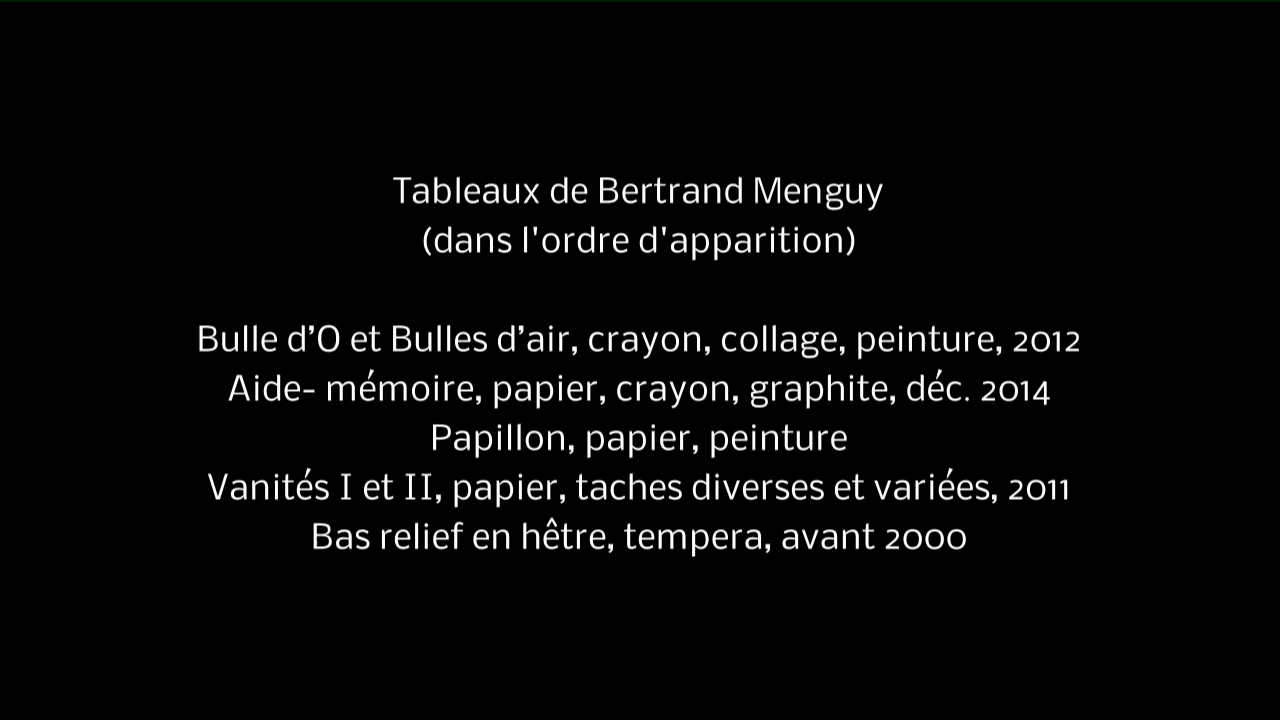 Tableaux de Bertrand Menguy
(dans l'ordre d'apparition)
Bulle d’O et Bulles d’air, crayon, collage, peinture, 2012
Aide- mémoire, papier, crayon, graphite, déc. 2014
Papillon, papier, peinture
Vanités I et II, papier, taches diverses et variées, 2011
Bas relief en hêtre, tempera, avant 2000